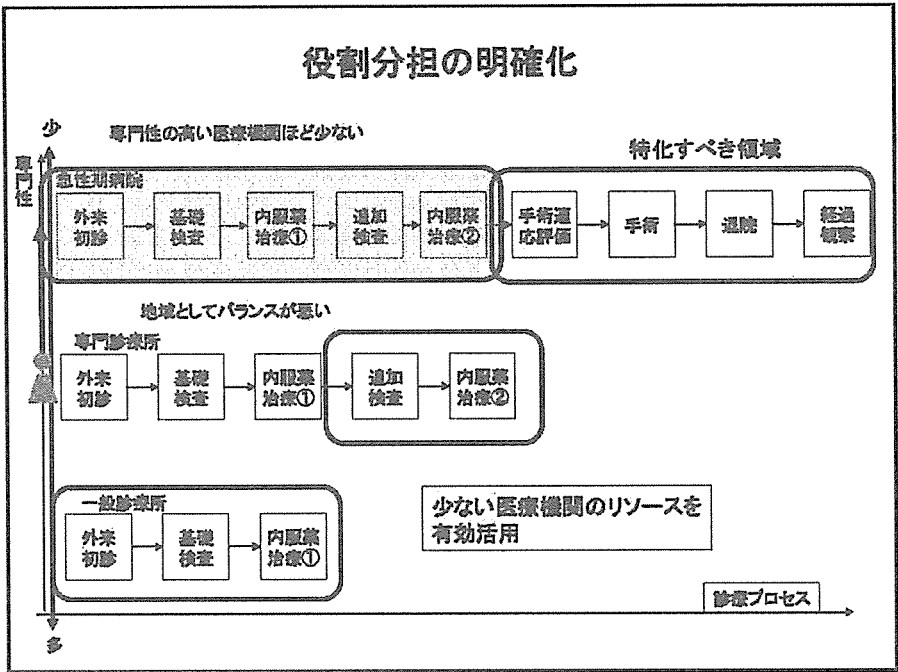 役割分担の明確化
少
専門性の高い医療機関ほど少ない
専門性
特化すべき領域
急性期病院
外来
初診
基礎
検査
内服薬
治療①
追加
検査
内服薬
治療②
手術適
応評価
手術
退院
経過
観察
地域としてバランスが悪い
専門診療所
外来
初診
基礎
検査
内服薬
治療①
追加
検査
内服薬
治療②
一般診療所
外来
初診
基礎
検査
内服薬
治療①
少ない医療機関のリソースを
有効活用
診療プロセス
多